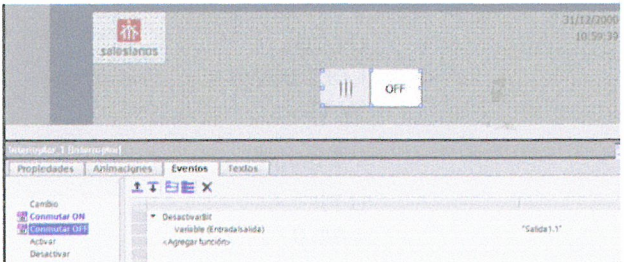 31/12/2000
10:59:39
salesianos
OFF
Interruptor_1 [Interruptor]
Propiedades Animaciones Eventos Textos
Cambio
Conmutar ON
Conmutar OFF
Activar
Desactivar
DesactivarBit
Variable (Entrada/salida) "Salida1.1"
<Agregar función>